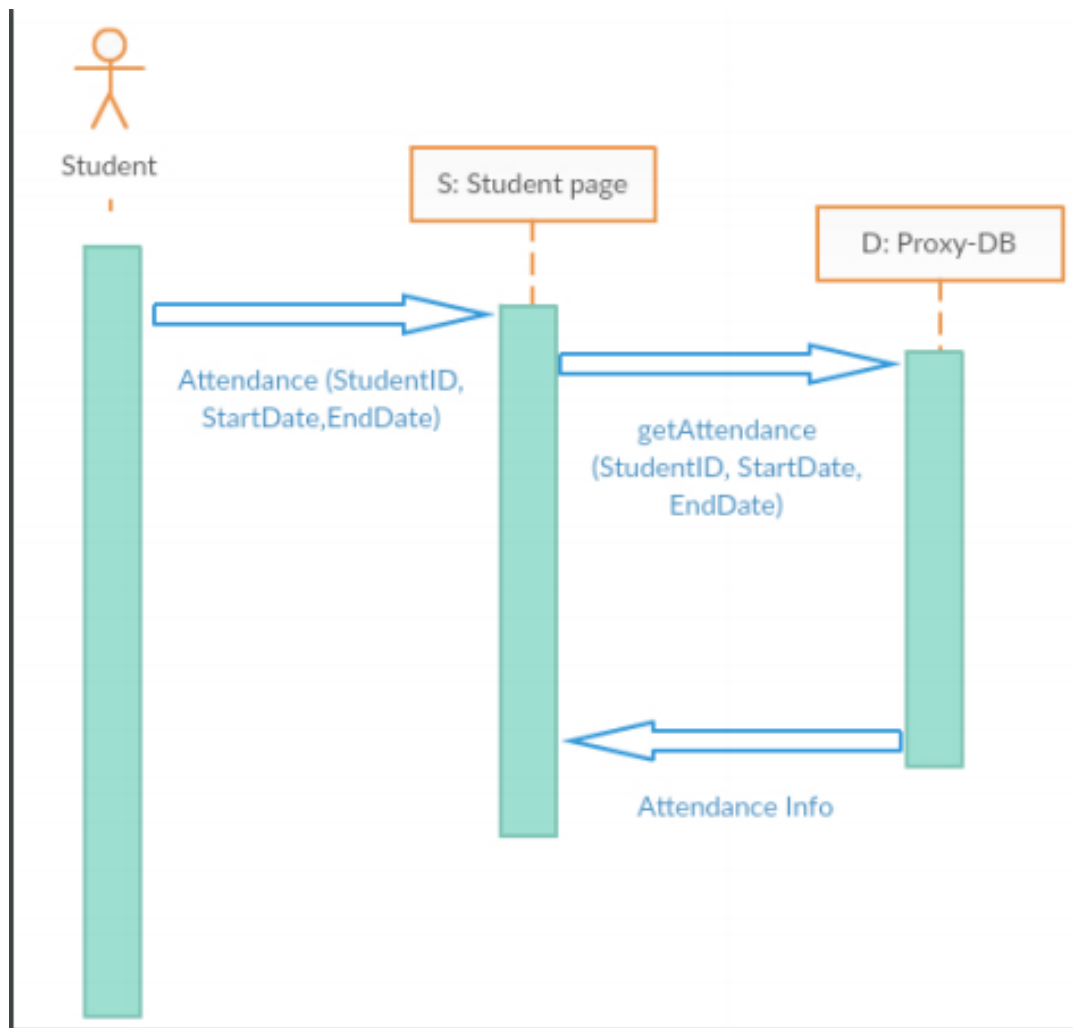 Student
S: Student page
D: Proxy-DB
Attendance (StudentID,
StartDate,EndDate)
getAttendance
(StudentID, StartDate,
EndDate)
Attendance Info